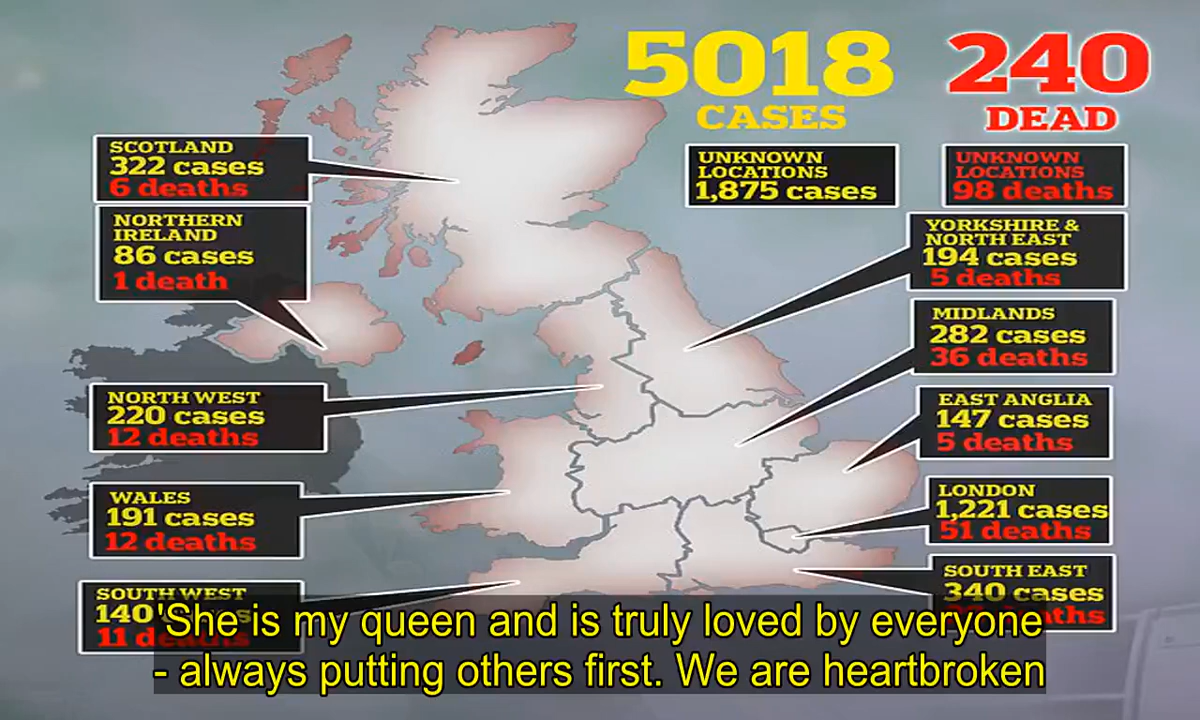 5018
CASES
240
DEAD
UNKNOWN
LOCATIONS
1,875 cases
UNKNOWN
LOCATIONS
98 deaths
SCOTLAND
322 cases
6 deaths
NORTHERN
IRELAND
86 cases
1 death
NORTH WEST
220 cases
12 deaths
WALES
191 cases
12 deaths
SOUTH WEST
140
11
YORKSHIRE &
NORTH EAST
194 cases
5 deaths
MIDLANDS
282 cases
36 deaths
EAST ANGLIA
147 cases
5 deaths
LONDON
1,221 cases
51 deaths
SOUTH EAST
340 cases
'She is my queen and is truly loved by everyone
- always putting others first. We are heartbroken